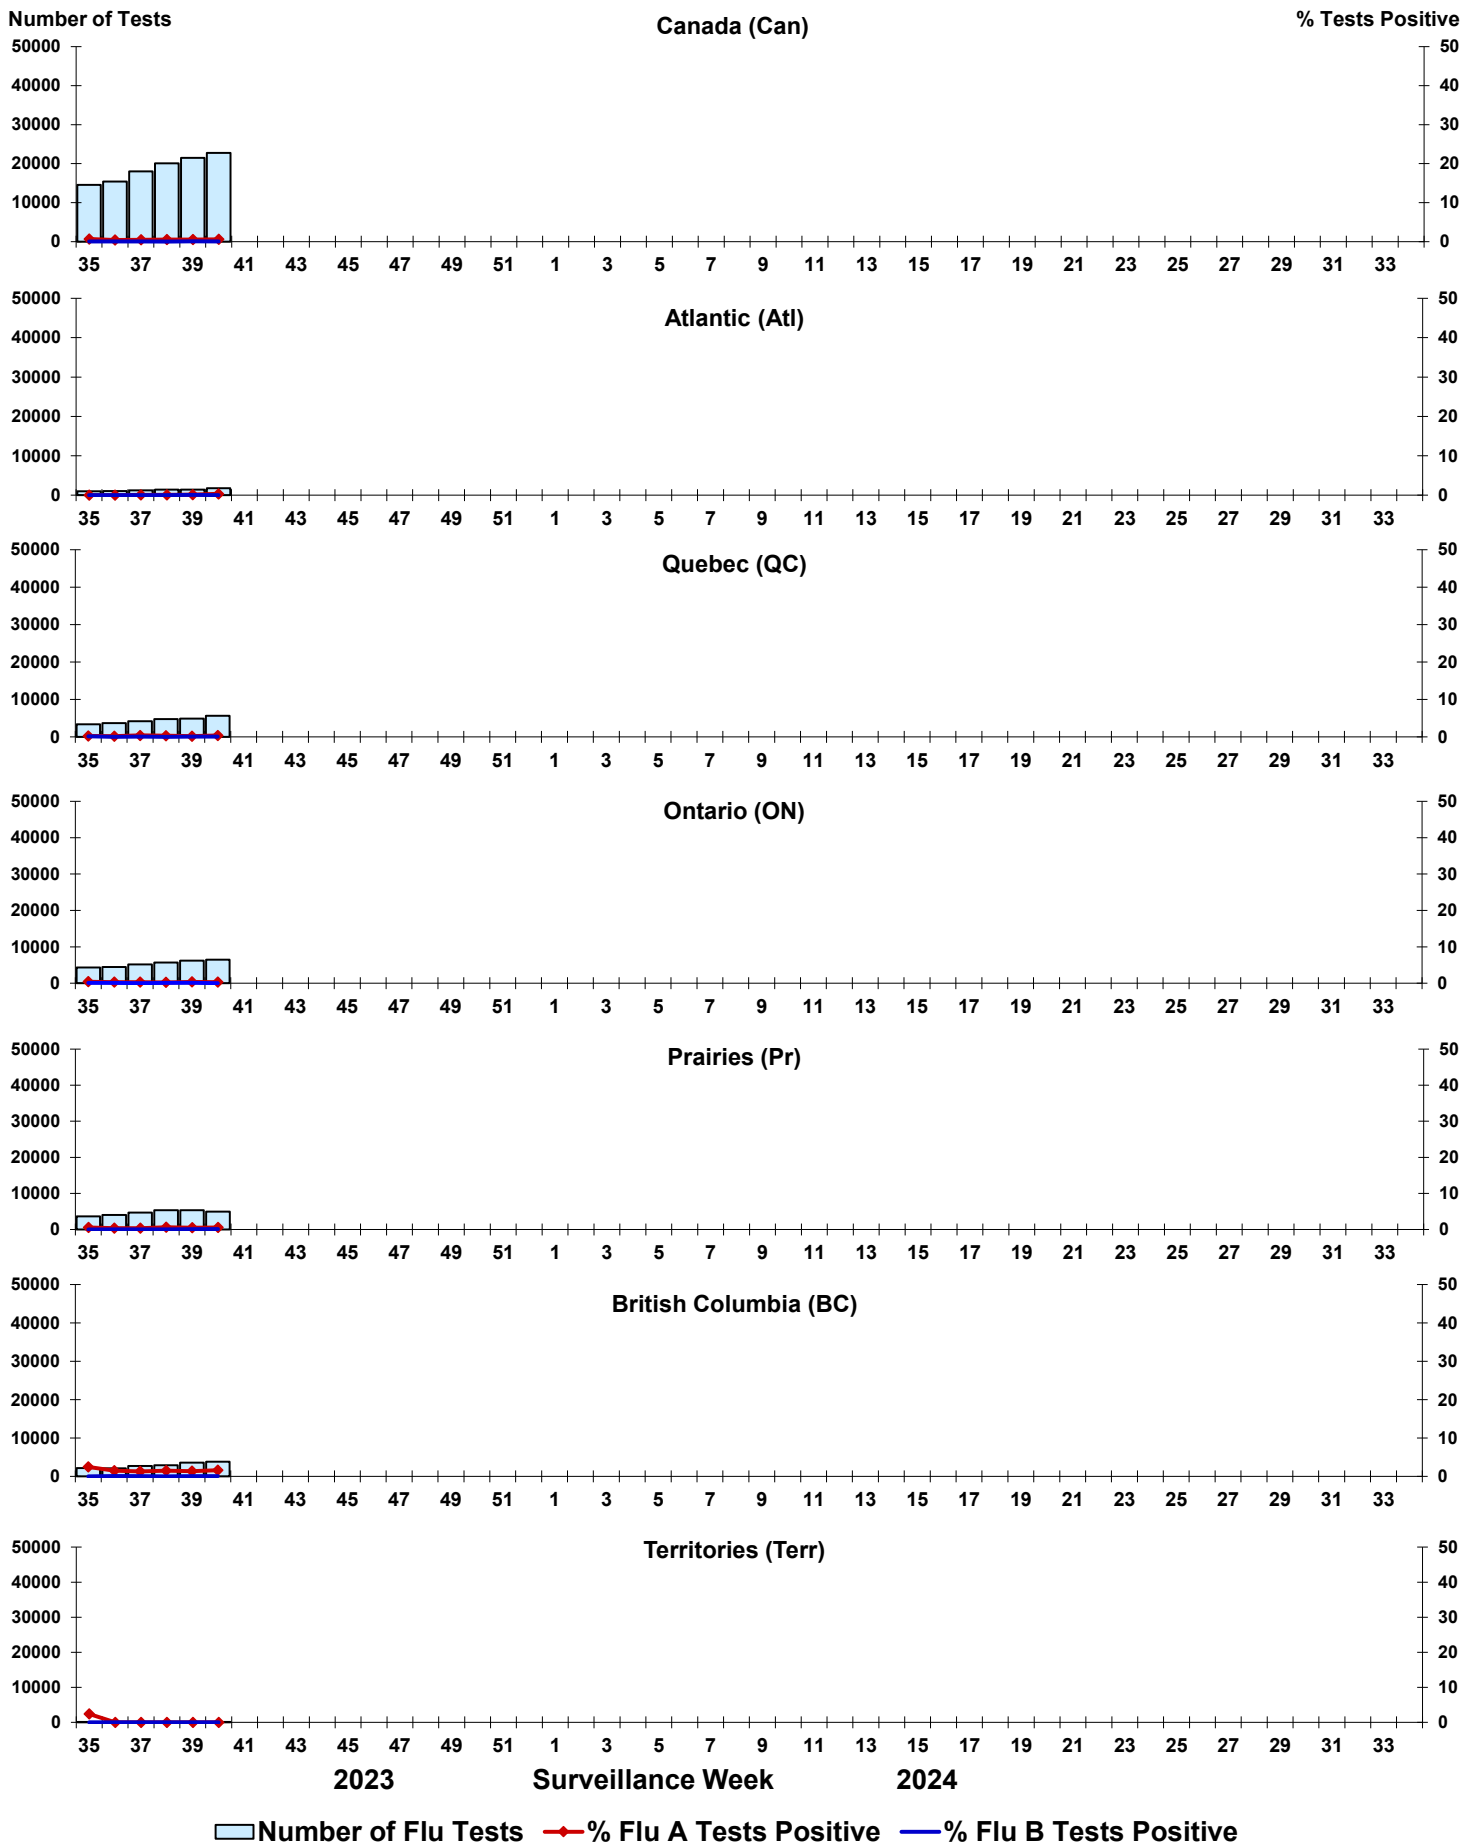 Number of Tests Canada (Can) % Tests Positive
50000 50
40000 40
30000 30
20000 20
10000 10
0 0
35 37 39 41 43 45 47 49 51 1 3 5 7 9 11 13 15 17 19 21 23 25 27 29 31 33
Atlantic (Atl)
50000 50
40000 40
30000 30
20000 20
10000 10
0 0
35 37 39 41 43 45 47 49 51 1 3 5 7 9 11 13 15 17 19 21 23 25 27 29 31 33
Quebec (QC)
50000 50
40000 40
30000 30
20000 20
10000 10
0 0
35 37 39 41 43 45 47 49 51 1 3 5 7 9 11 13 15 17 19 21 23 25 27 29 31 33
Ontario (ON)
50000 50
40000 40
30000 30
20000 20
10000 10
0 0
35 37 39 41 43 45 47 49 51 1 3 5 7 9 11 13 15 17 19 21 23 25 27 29 31 33
Prairies (Pr)
50000 50
40000 40
30000 30
20000 20
10000 10
0 0
35 37 39 41 43 45 47 49 51 1 3 5 7 9 11 13 15 17 19 21 23 25 27 29 31 33
British Columbia (BC)
50000 50
40000 40
30000 30
20000 20
10000 10
0 0
35 37 39 41 43 45 47 49 51 1 3 5 7 9 11 13 15 17 19 21 23 25 27 29 31 33
Territories (Terr)
50000 50
40000 40
30000 30
20000 20
10000 10
0 0
35 37 39 41 43 45 47 49 51 1 3 5 7 9 11 13 15 17 19 21 23 25 27 29 31 33
2023 Surveillance Week 2024
Number of Flu Tests % Flu A Tests Positive % Flu B Tests Positive